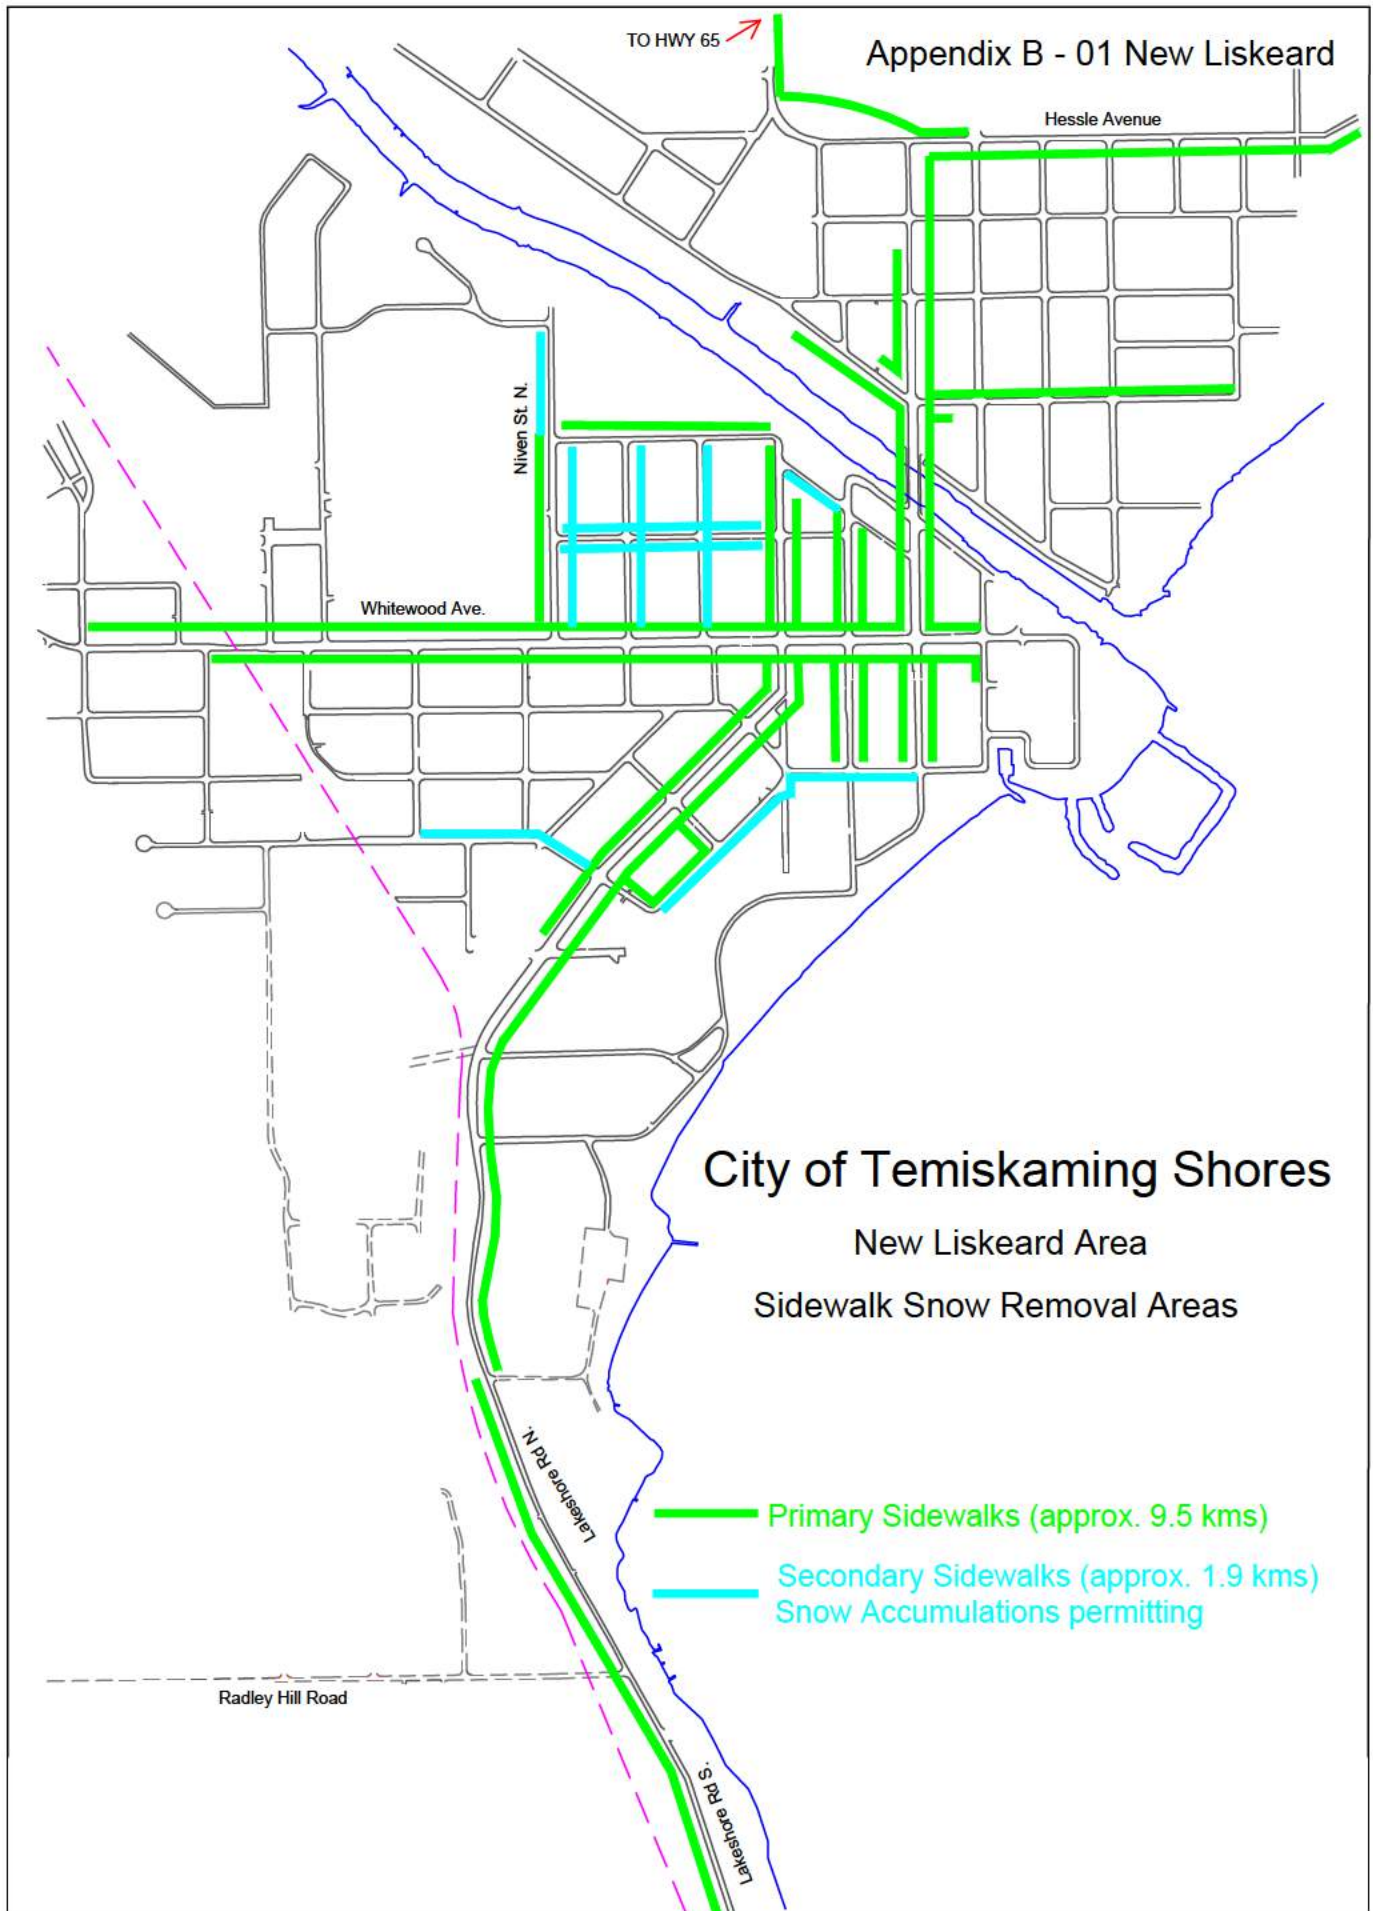 TO HWY 65
Appendix B - 01 New Liskeard
Hessle Avenue
Niven St. N.
Whitewood Ave.
City of Temiskaming Shores
New Liskeard Area
Sidewalk Snow Removal Areas
Lakeshore Rd N.
Primary Sidewalks (approx. 9.5 kms)
Secondary Sidewalks (approx. 1.9 kms)
Snow Accumulations permitting
Radley Hill Road
Lakeshore Rd S.